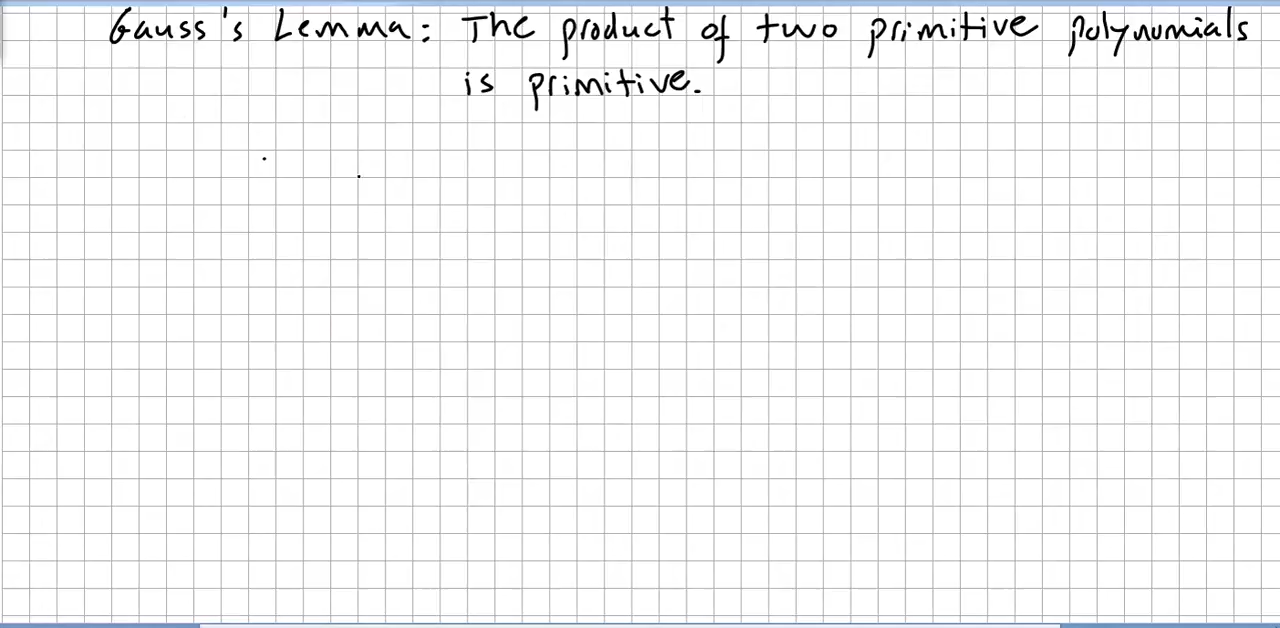 Gauss's Lemma: The product of two primitive polynomials
is primitive.